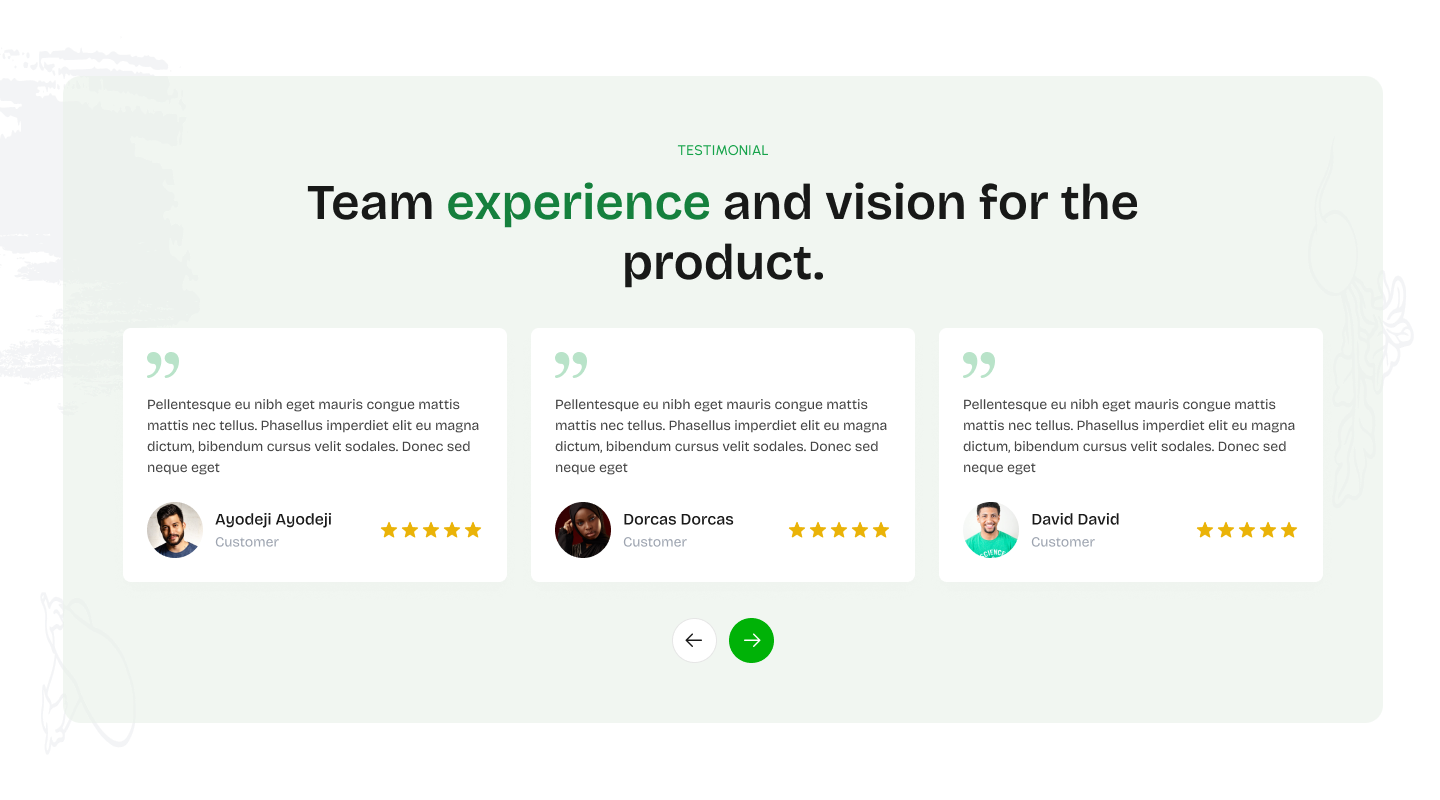 TESTIMONIAL
Team experience and vision for the
product.
Pellentesque eu nibh eget mauris congue mattis
mattis nec tellus. Phasellus imperdiet elit eu magna
dictum, bibendum cursus velit sodales. Donec sed
neque eget
Ayodeji Ayodeji
Customer
Pellentesque eu nibh eget mauris congue mattis
mattis nec tellus. Phasellus imperdiet elit eu magna
dictum, bibendum cursus velit sodales. Donec sed
neque eget
Dorcas Dorcas
Customer
Pellentesque eu nibh eget mauris congue mattis
mattis nec tellus. Phasellus imperdiet elit eu magna
dictum, bibendum cursus velit sodales. Donec sed
neque eget
David David
Customer